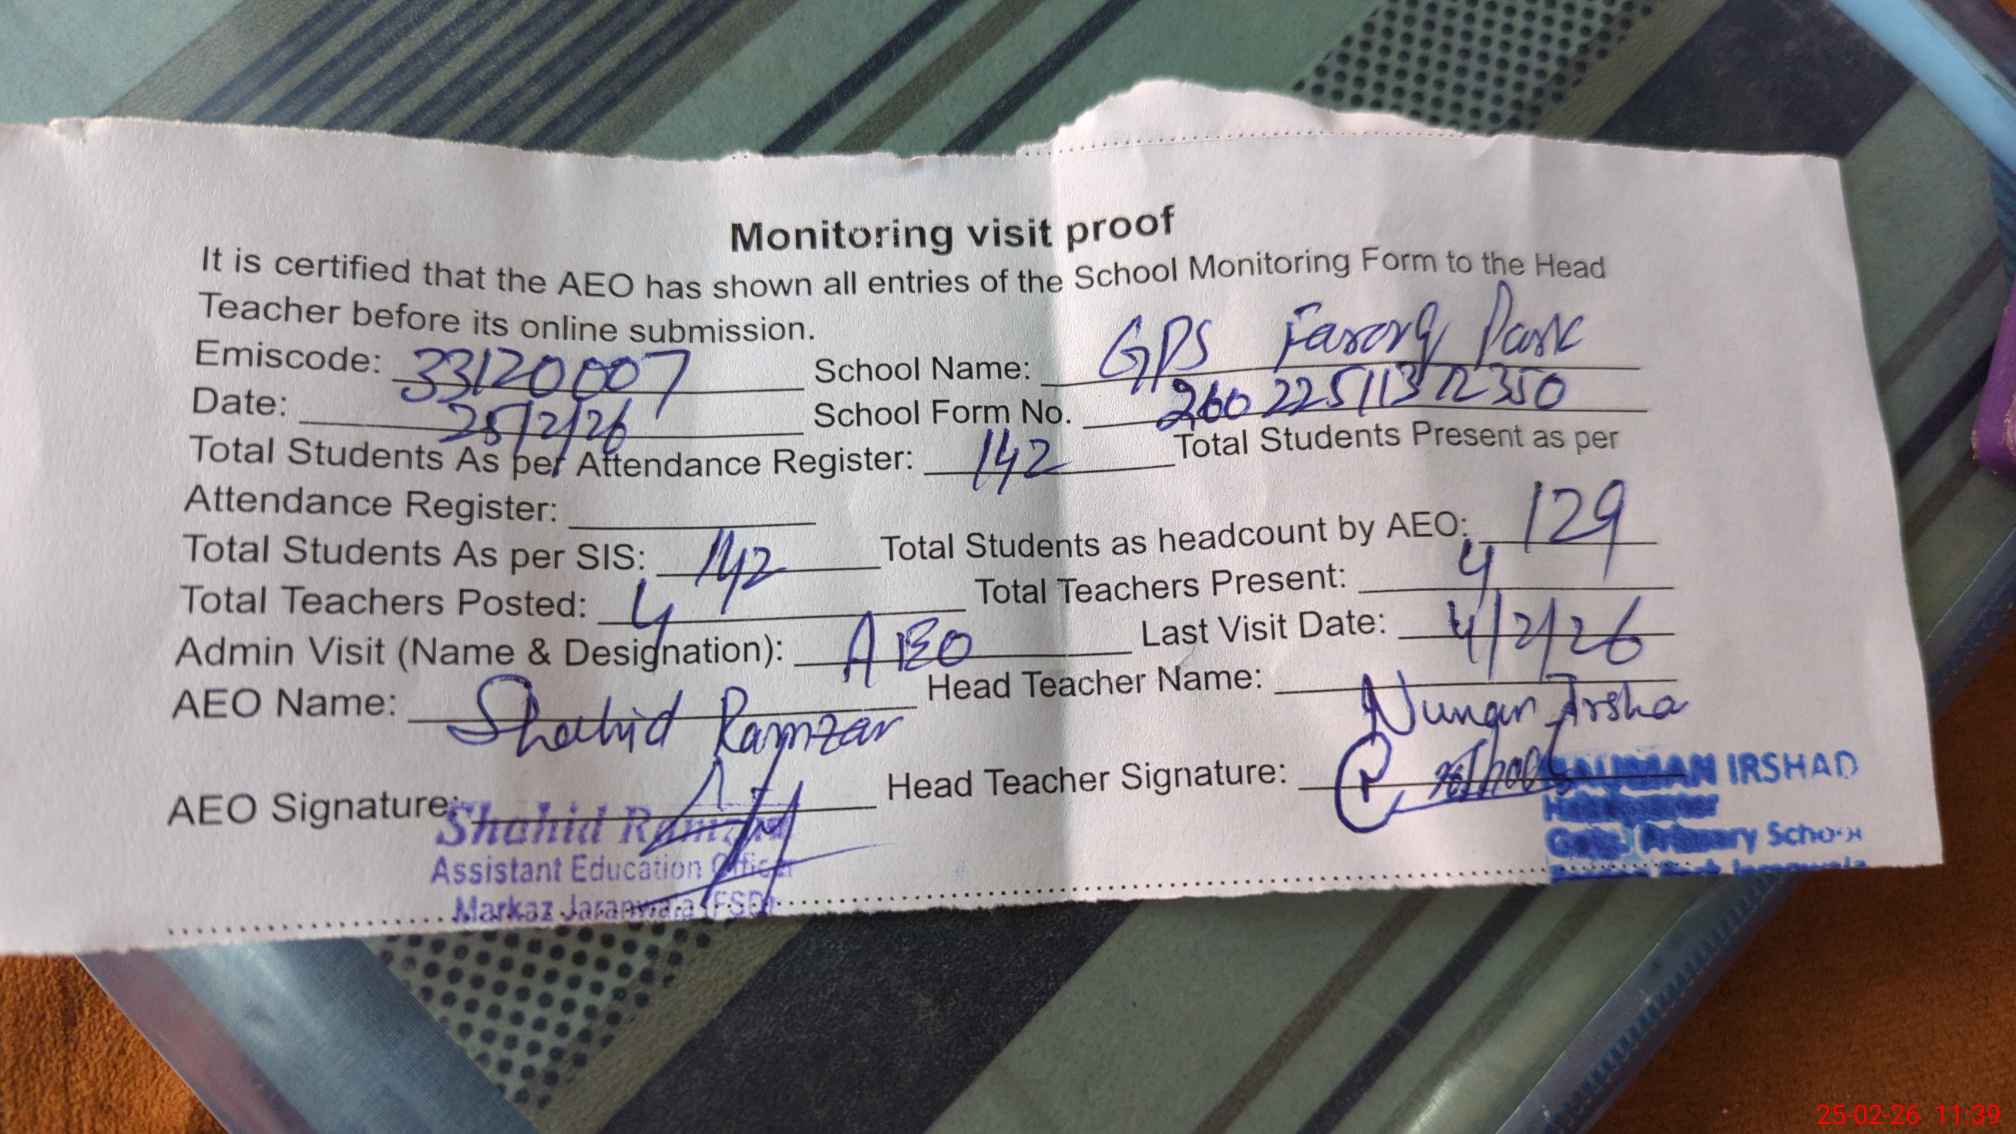 Monitoring visit proof
It is certified that the AEO has shown all entries of the School Monitoring Form to the Head
Teacher before its online submission.
Emiscode: 33120007 School Name: GPS Farooq Park
Date: 25/2/26 School Form No. 260225113712350
Total Students As per Attendance Register: 142 Total Students Present as per
Attendance Register:
Total Students As per SIS: 142 Total Students as headcount by AEO: 129
Total Teachers Posted: 4 Total Teachers Present: 4
Admin Visit (Name & Designation): AEO Last Visit Date: 4/2/26
AEO Name: Shahid Ramzan Head Teacher Name: Numan Irsha
AEO Signature: Head Teacher Signature:
Shahid Ramzan
Assistant Education Officer
Markaz Jaranwala (FSD)
NAUMAN IRSHAD
Govt. Primary School
25-02-26 11:39